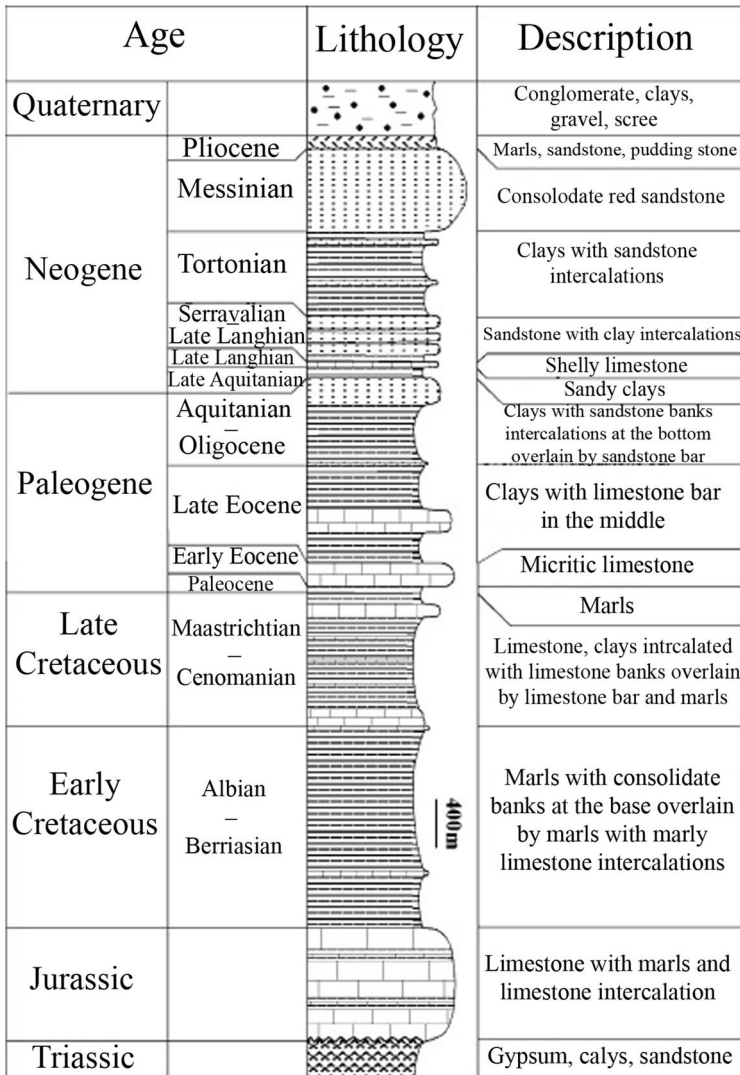 Age
Lithology
Description
Quaternary
Conglomerate, clays,
gravel, scree
Neogene
Pliocene
Marls, sandstone, pudding stone
Messinian
Consolodate red sandstone
Tortonian
Clays with sandstone
intercalations
Serravalian
–
Late Langhian
Sandstone with clay intercalations
Late Langhian
Shelly limestone
Late Aquitanian
Sandy clays
Paleogene
Aquitanian
–
Oligocene
Clays with sandstone banks
intercalations at the bottom
overlain by sandstone bar
Late Eocene
Clays with limestone bar
in the middle
Early Eocene
Micritic limestone
Paleocene
Marls
Late
Cretaceous
Maastrichtian
–
Cenomanian
Limestone, clays intrcalated
with limestone banks overlain
by limestone bar and marls
Early
Cretaceous
Albian
–
Berriasian
400m
Marls with consolidate
banks at the base overlain
by marls with marly
limestone intercalations
Jurassic
Limestone with marls and
limestone intercalation
Triassic
Gypsum, calys, sandstone